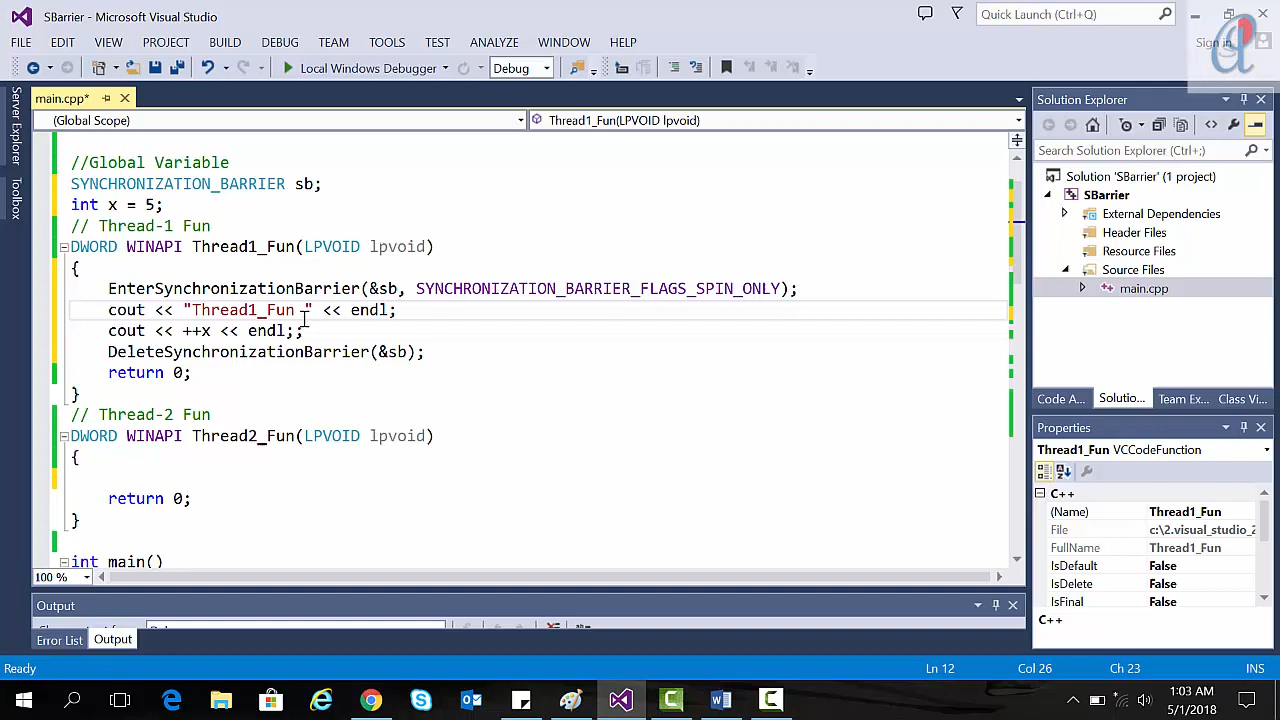 SBarrier - Microsoft Visual Studio
Quick Launch (Ctrl+Q)
FILE EDIT VIEW PROJECT BUILD DEBUG TEAM TOOLS TEST ANALYZE WINDOW HELP
Sign in
Local Windows Debugger Debug
Server Explorer
Toolbox
main.cpp*
(Global Scope) Thread1_Fun(LPVOID lpvoid)
//Global Variable
SYNCHRONIZATION_BARRIER sb;
int x = 5;
// Thread-1 Fun
DWORD WINAPI Thread1_Fun(LPVOID lpvoid)
{
EnterSynchronizationBarrier(&sb, SYNCHRONIZATION_BARRIER_FLAGS_SPIN_ONLY);
cout << "Thread1_Fun " << endl;
cout << ++x << endl;;
DeleteSynchronizationBarrier(&sb);
return 0;
}
// Thread-2 Fun
DWORD WINAPI Thread2_Fun(LPVOID lpvoid)
{
return 0;
}
int main()
100 %
Output
Error List Output
Solution Explorer
Search Solution Explorer (Ctrl+;)
Solution 'SBarrier' (1 project)
SBarrier
External Dependencies
Header Files
Resource Files
Source Files
main.cpp
Code A... Solutio... Team Ex... Class Vi...
Properties
Thread1_Fun VCCodeFunction
C++
(Name) Thread1_Fun
File c:\2.visual_studio_2
FullName Thread1_Fun
IsDefault False
IsDelete False
IsFinal False
C++
Ready Ln 12 Col 26 Ch 23 INS
1:03 AM
5/1/2018